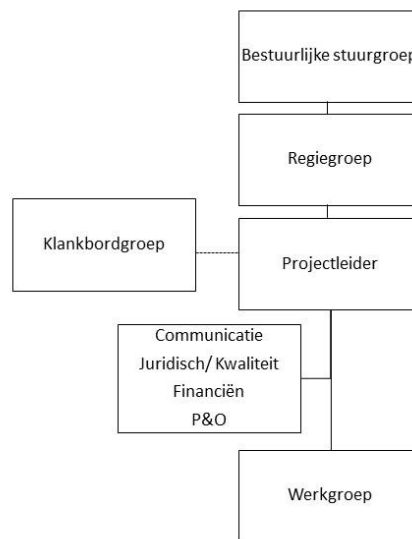 Bestuurlijke stuurgroep
Regiegroep
Klankbordgroep
Projectleider
Communicatie
Juridisch/ Kwaliteit
Financiën
P&O
Werkgroep